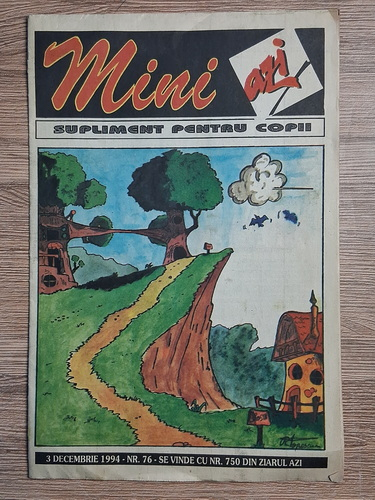 Mini
azi
SUPLIMENT PENTRU COPII
3 DECEMBRIE 1994 - NR. 76 - SE VINDE CU NR. 750 DIN ZIARUL AZI